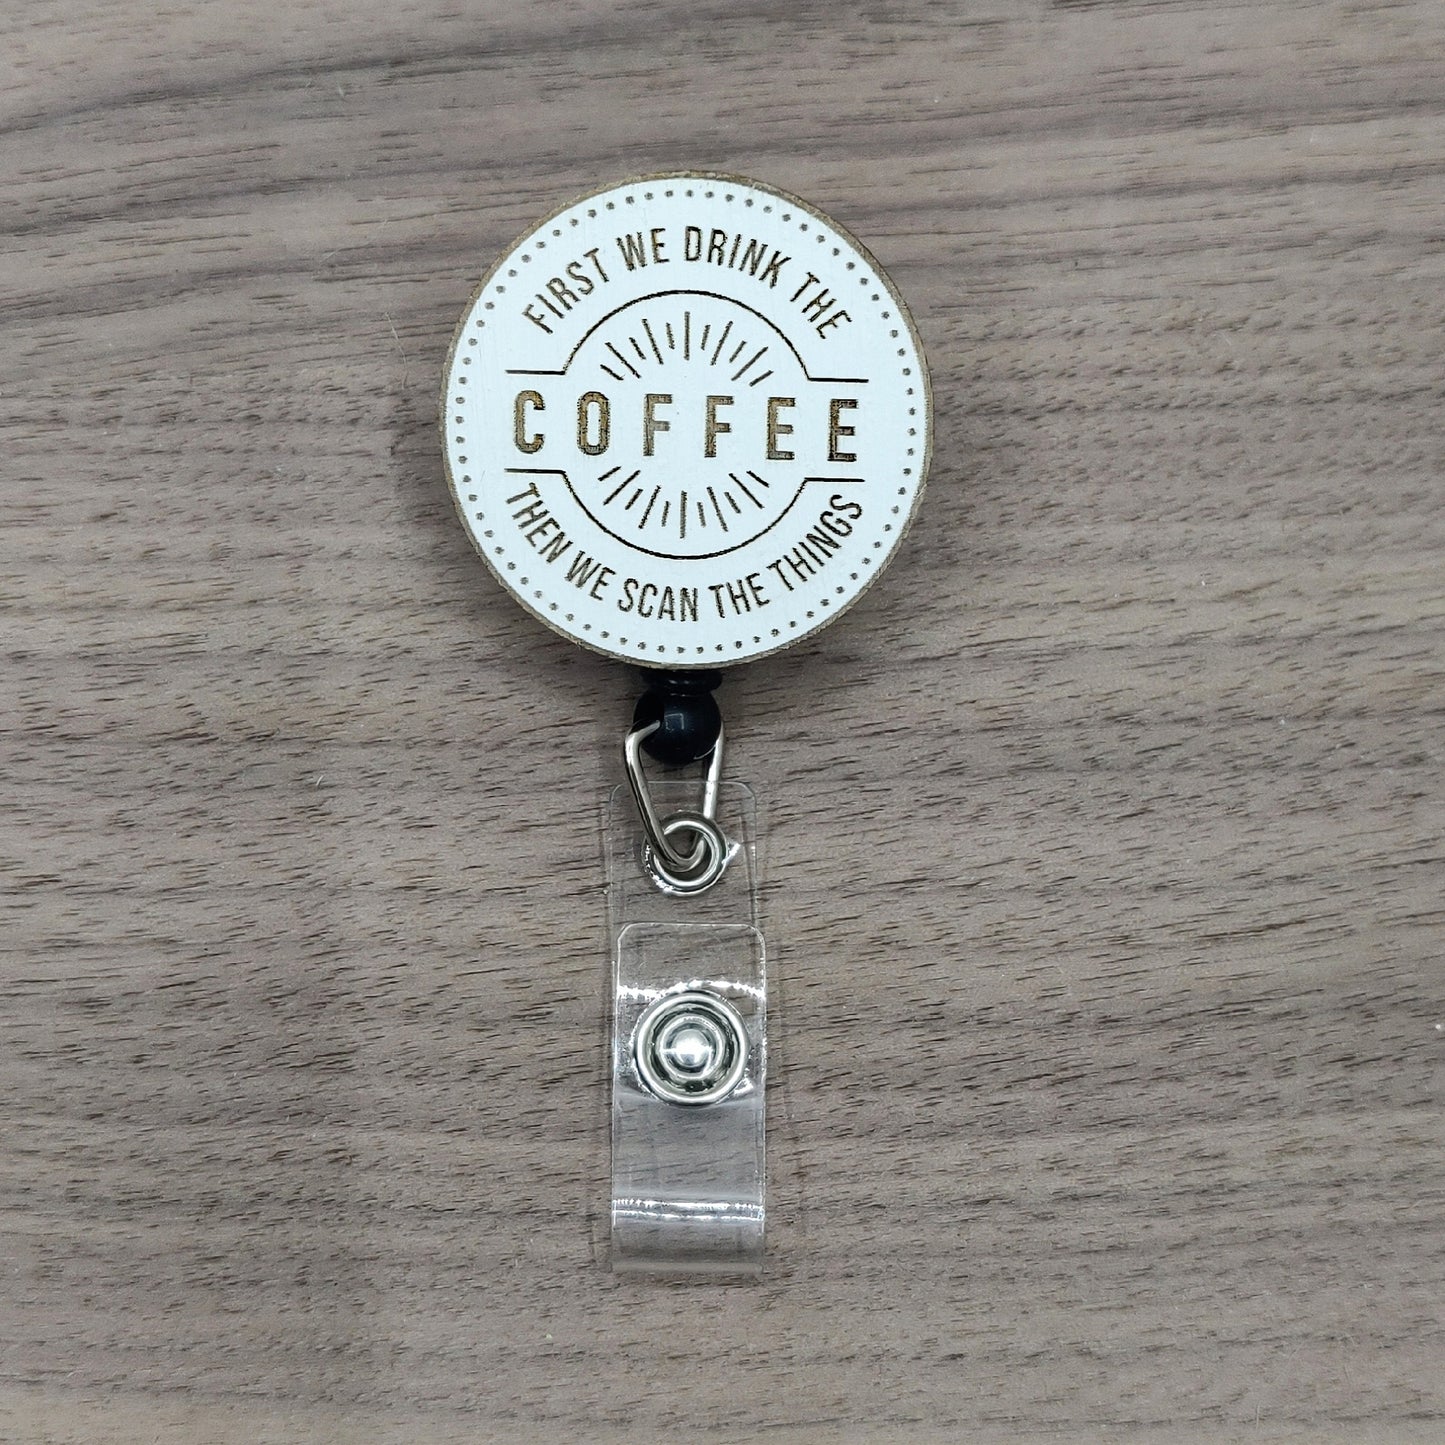 FIRST WE DRINK THE
COFFEE
THEN WE SCAN THE THINGS